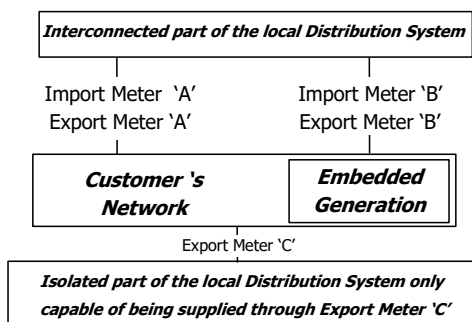 Interconnected part of the local Distribution System
Import Meter ‘A’ Import Meter ‘B’
Export Meter ‘A’ Export Meter ‘B’
Customer ‘s Embedded
Network Generation
Export Meter ‘C’
Isolated part of the local Distribution System only
capable of being supplied through Export Meter ‘C’